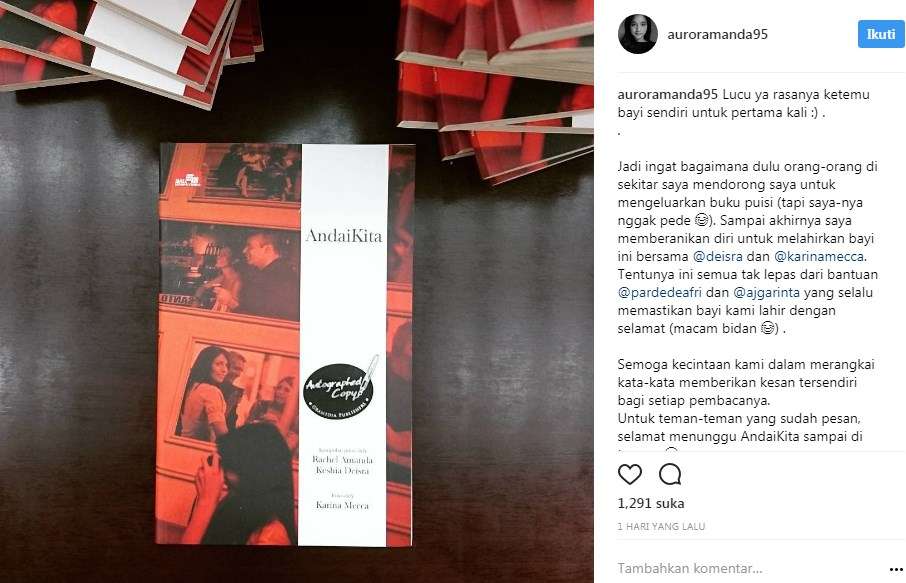 AndaiKita
Autographed
Copy!
GRAMEDIA PUBLISHERS
Rachel Amanda
Keshia Deisra
Karina Mecca
auroramanda95
Ikuti
auroramanda95 Lucu ya rasanya ketemu
bayi sendiri untuk pertama kali :) .
.
Jadi ingat bagaimana dulu orang-orang di
sekitar saya mendorong saya untuk
mengeluarkan buku puisi (tapi saya-nya
nggak pede 😂). Sampai akhirnya saya
memberanikan diri untuk melahirkan bayi
ini bersama @deisra dan @karinamecca.
Tentunya ini semua tak lepas dari bantuan
@pardedeafri dan @ajgarinta yang selalu
memastikan bayi kami lahir dengan
selamat (macam bidan 😂) .
Semoga kecintaan kami dalam merangkai
kata-kata memberikan kesan tersendiri
bagi setiap pembacanya.
Untuk teman-teman yang sudah pesan,
selamat menunggu AndaiKita sampai di
1,291 suka
1 HARI YANG LALU
Tambahkan komentar...